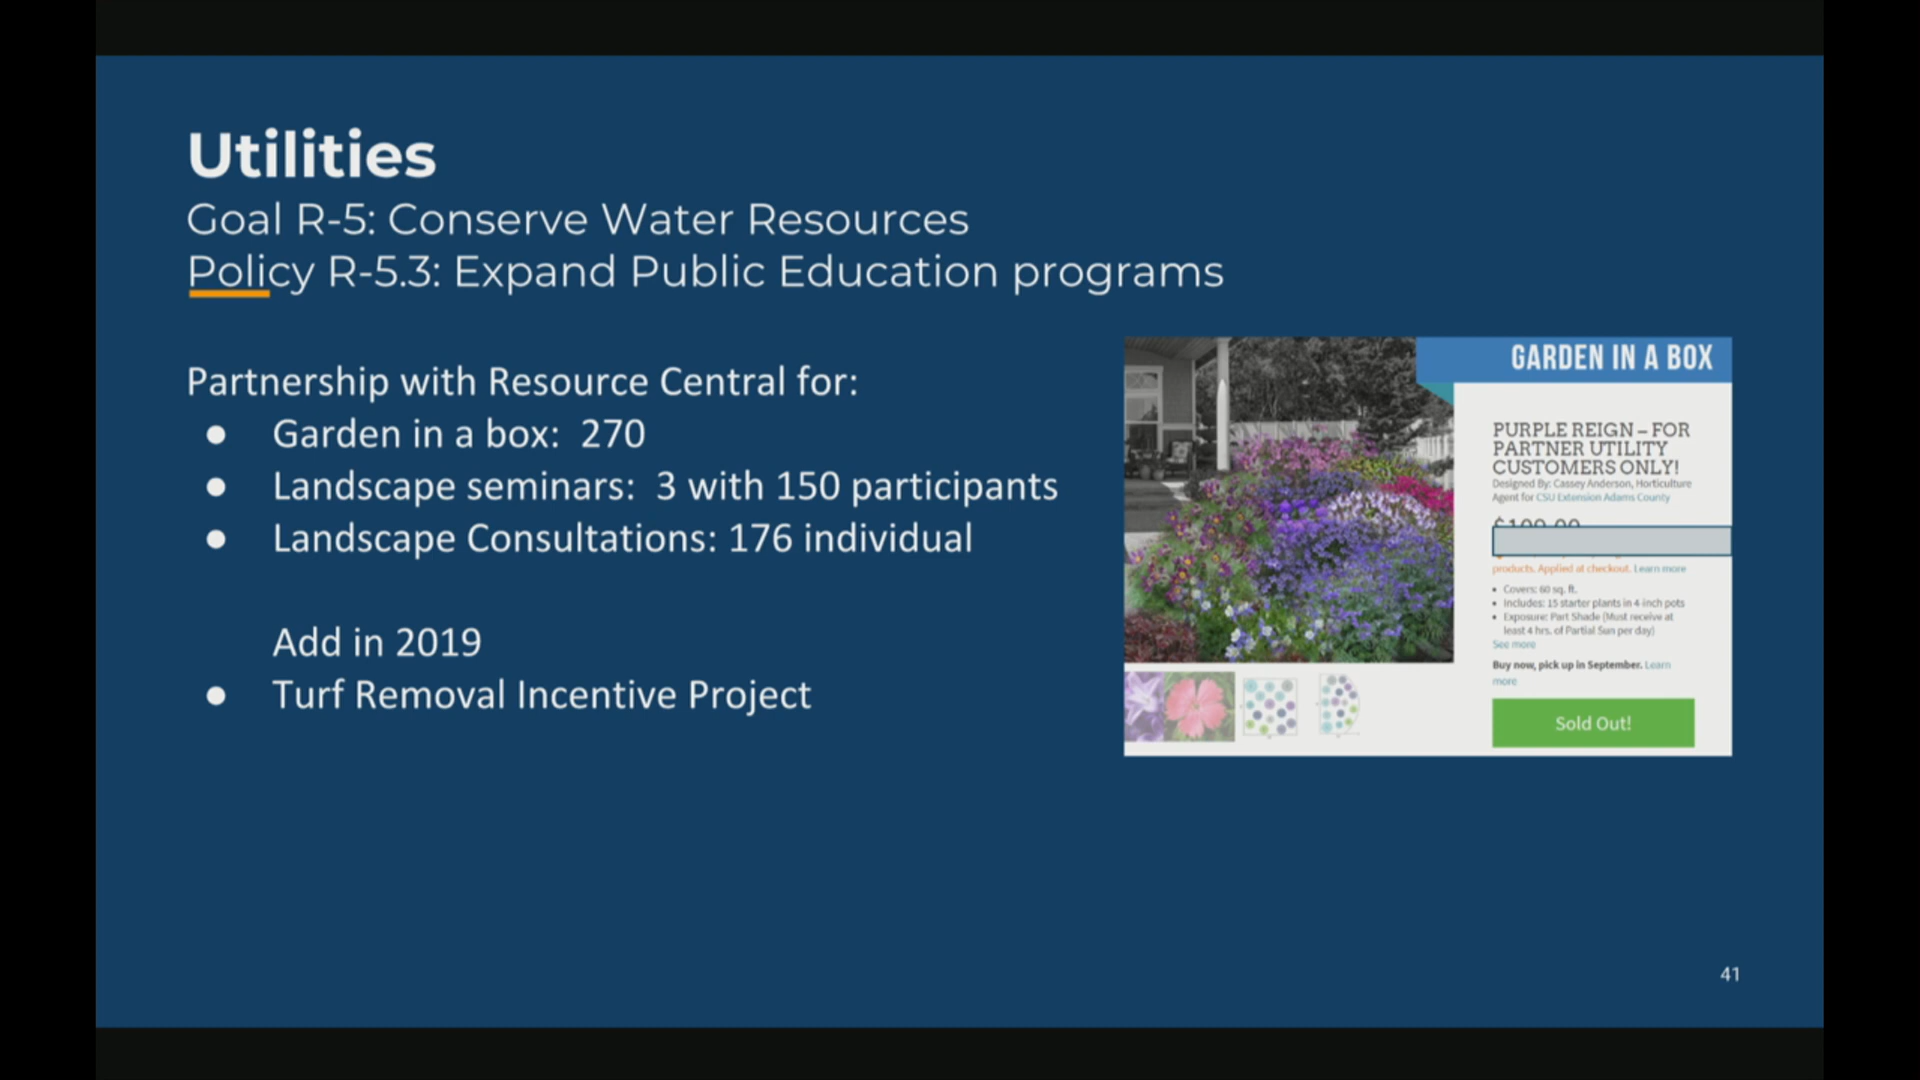 Utilities
Goal R-5: Conserve Water Resources
Policy R-5.3: Expand Public Education programs
Partnership with Resource Central for:
● Garden in a box: 270
● Landscape seminars: 3 with 150 participants
● Landscape Consultations: 176 individual
Add in 2019
● Turf Removal Incentive Project
GARDEN IN A BOX
PURPLE REIGN – FOR
PARTNER UTILITY
CUSTOMERS ONLY!
Designed By: Cassey Anderson, Horticulture
Agent for CSU Extension Adams County
products. Applied at checkout. Learn more
• Covers: 60 sq. ft.
• Includes: 15 starter plants in 4 inch pots
• Exposure: Part Shade (Must receive at
least 4 hrs. of Partial Sun per day)
See more
Buy now, pick up in September. Learn
more
Sold Out!
41